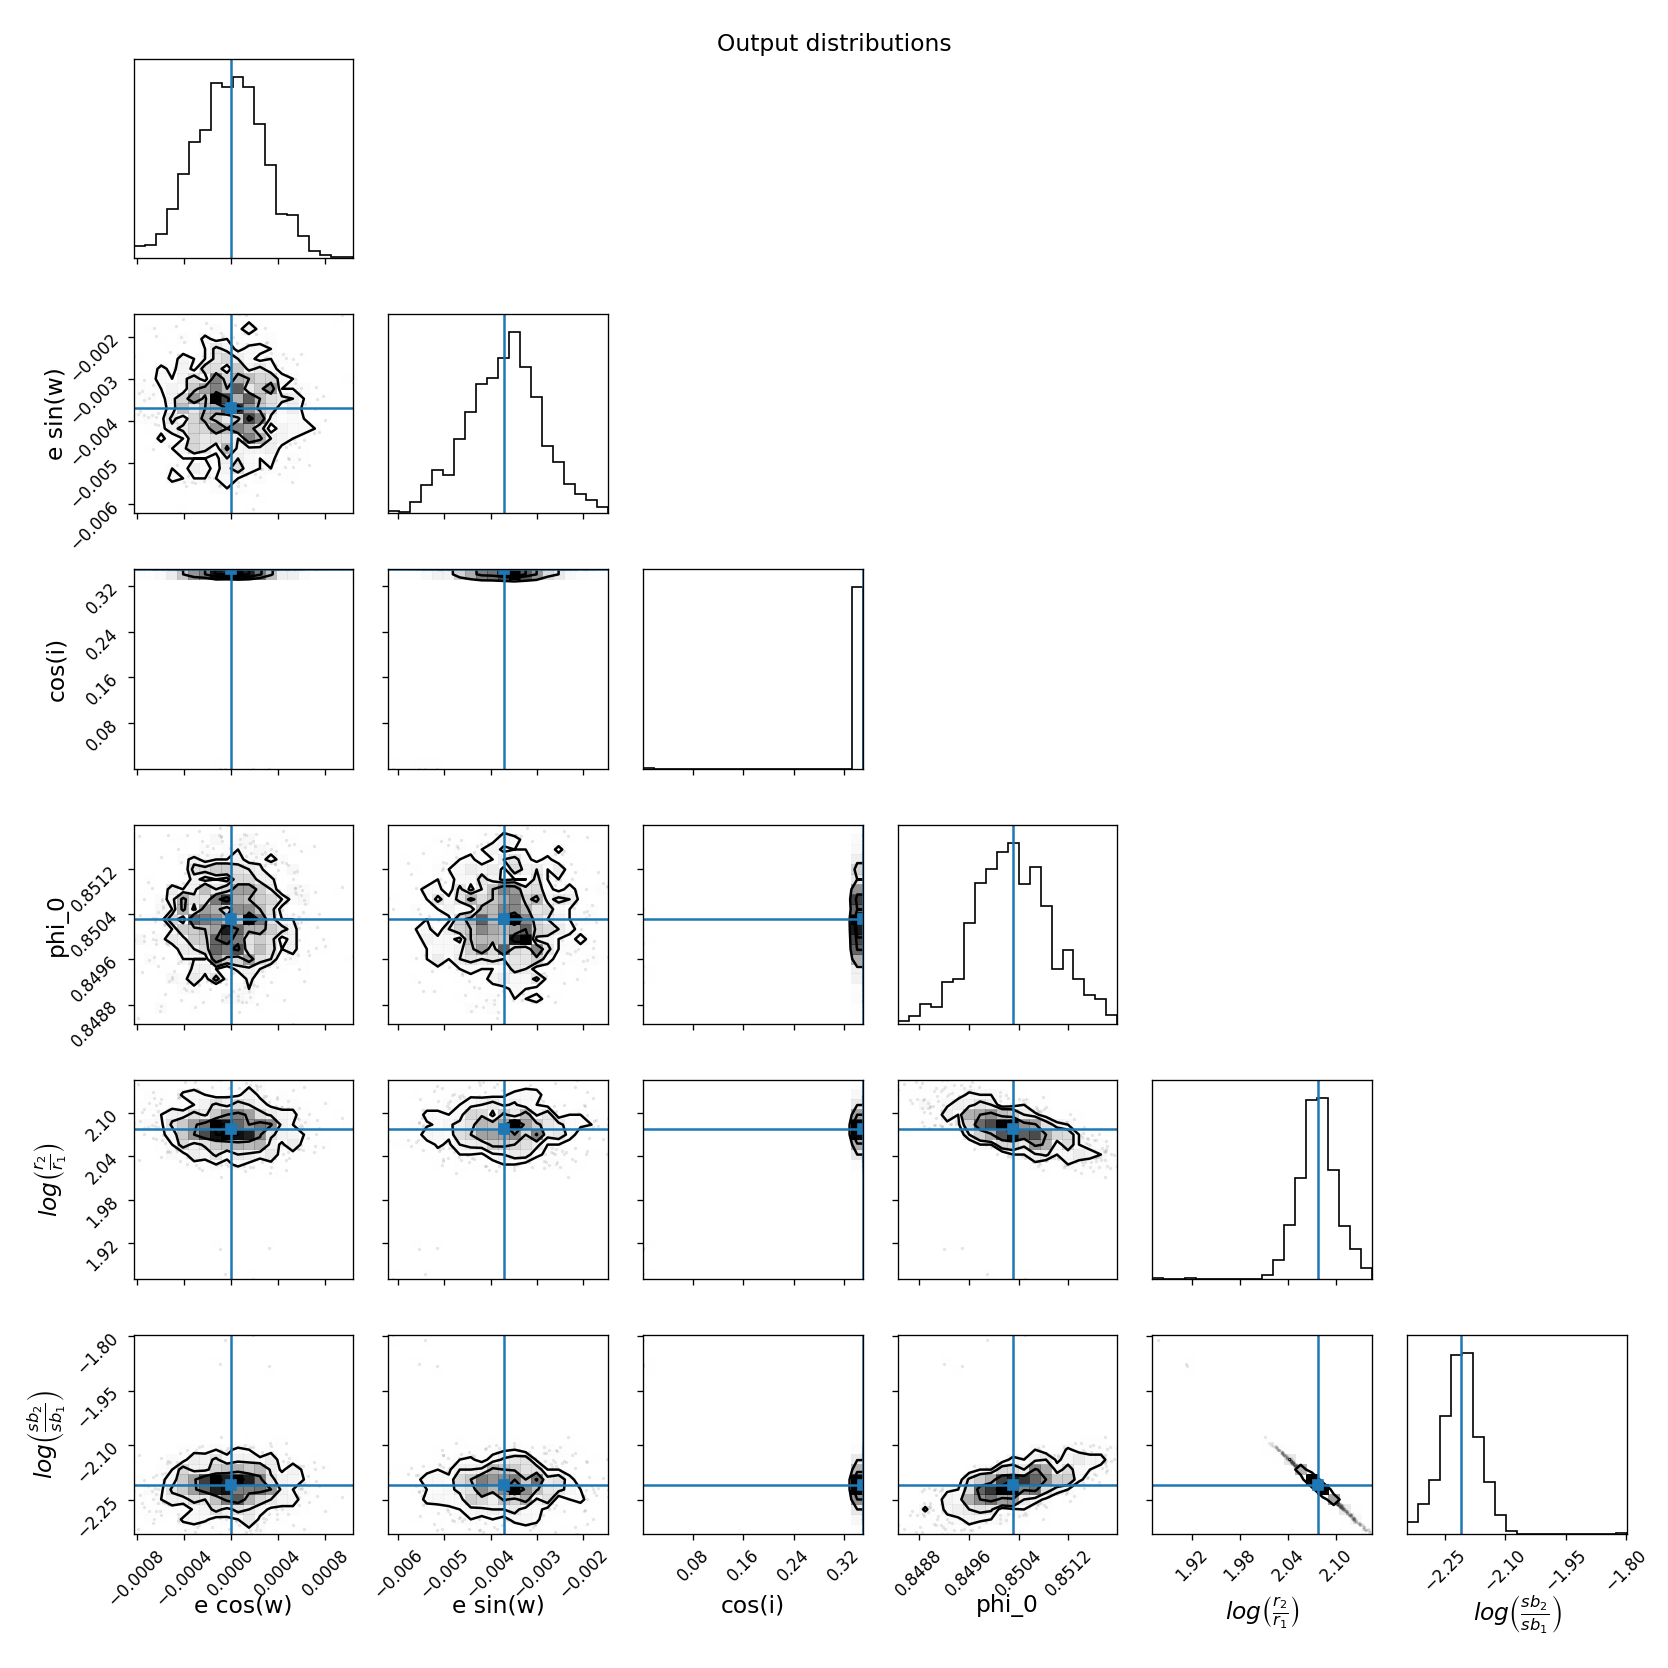 Output distributions
e sin(w)
−0.002
−0.003
−0.004
−0.005
−0.006
cos(i)
0.32
0.24
0.16
0.08
phi_0
0.8512
0.8504
0.8496
0.8488
log(r₂/r₁)
2.10
2.04
1.98
1.92
log(sb₂/sb₁)
−1.80
−1.95
−2.10
−2.25
−0.0008 −0.0004 0.0000 0.0004 0.0008 −0.006 −0.005 −0.004 −0.003 −0.002 0.08 0.16 0.24 0.32 0.8488 0.8496 0.8504 0.8512 1.92 1.98 2.04 2.10 −2.25 −2.10 −1.95 −1.80
e cos(w) e sin(w) cos(i) phi_0 log(r₂/r₁) log(sb₂/sb₁)